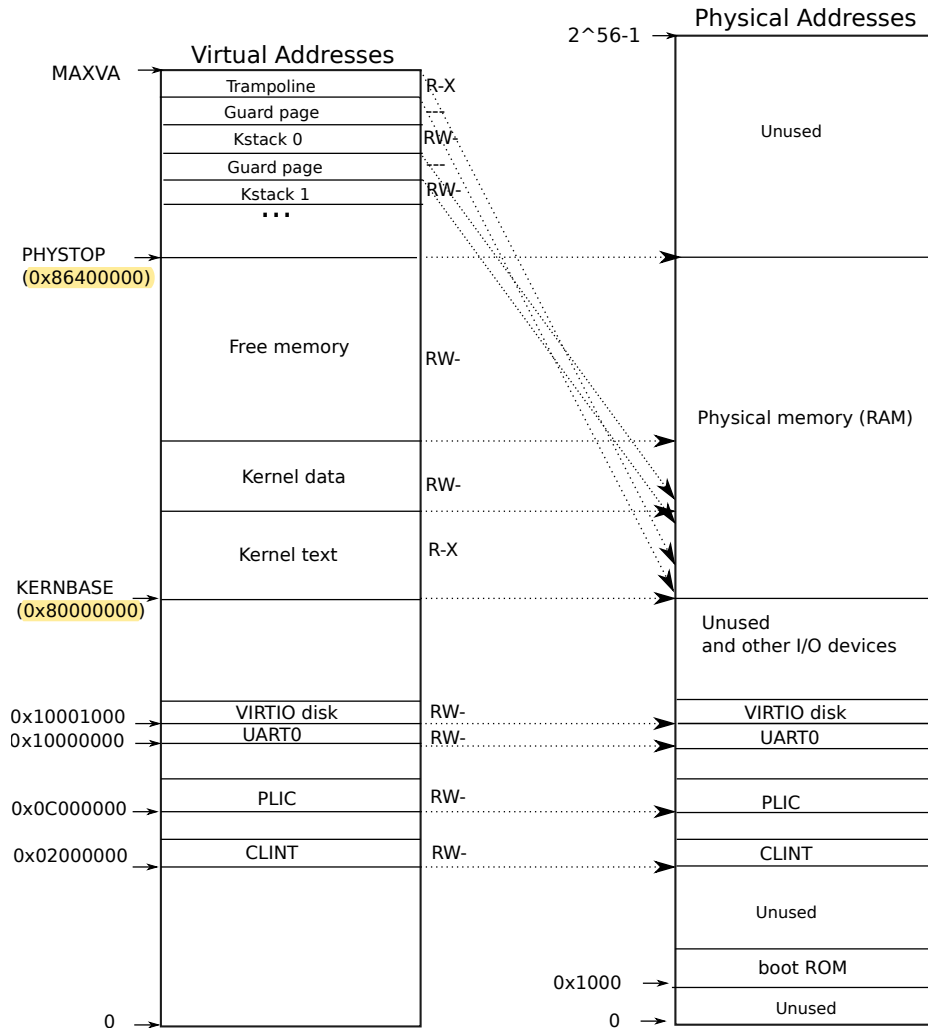 Physical Addresses
2^56-1
Virtual Addresses
MAXVA
Trampoline
R-X
Guard page
---
Kstack 0
RW-
Guard page
---
Kstack 1
RW-
...
Unused
PHYSTOP
(0x86400000)
Free memory
RW-
Physical memory (RAM)
Kernel data
RW-
Kernel text
R-X
KERNBASE
(0x80000000)
Unused
and other I/O devices
0x10001000
VIRTIO disk
RW-
VIRTIO disk
0x10000000
UART0
RW-
UART0
0x0C000000
PLIC
RW-
PLIC
0x02000000
CLINT
RW-
CLINT
Unused
boot ROM
0x1000
Unused
0
0